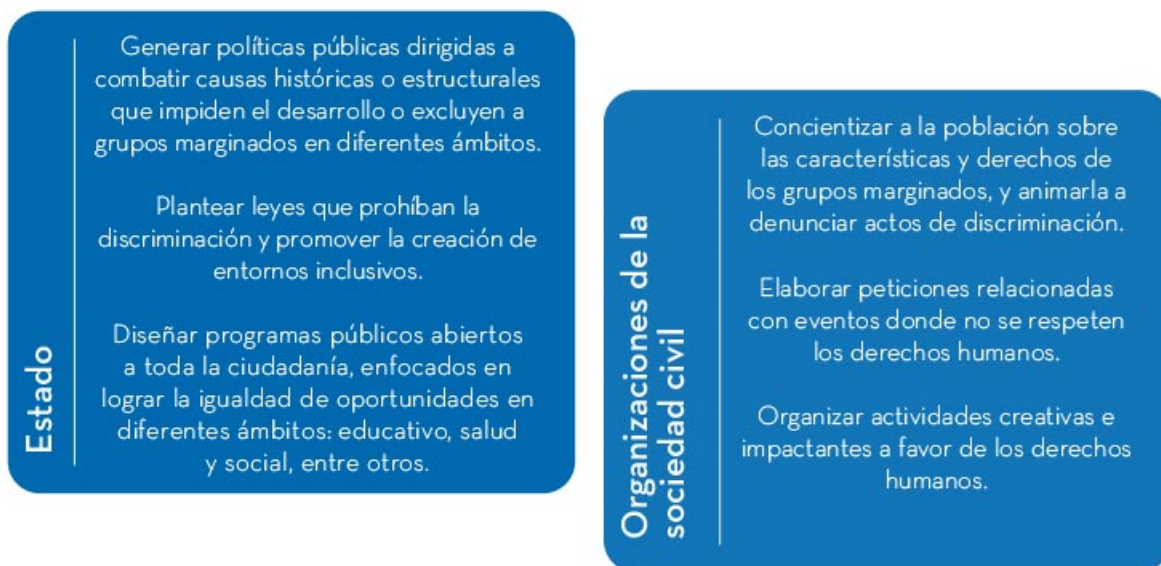 Estado
Generar políticas públicas dirigidas a
combatir causas históricas o estructurales
que impiden el desarrollo o excluyen a
grupos marginados en diferentes ámbitos.
Plantear leyes que prohíban la
discriminación y promover la creación de
entornos inclusivos.
Diseñar programas públicos abiertos
a toda la ciudadanía, enfocados en
lograr la igualdad de oportunidades en
diferentes ámbitos: educativo, salud
y social, entre otros.
Organizaciones de la
sociedad civil
Concientizar a la población sobre
las características y derechos de
los grupos marginados, y animarla a
denunciar actos de discriminación.
Elaborar peticiones relacionadas
con eventos donde no se respeten
los derechos humanos.
Organizar actividades creativas e
impactantes a favor de los derechos
humanos.